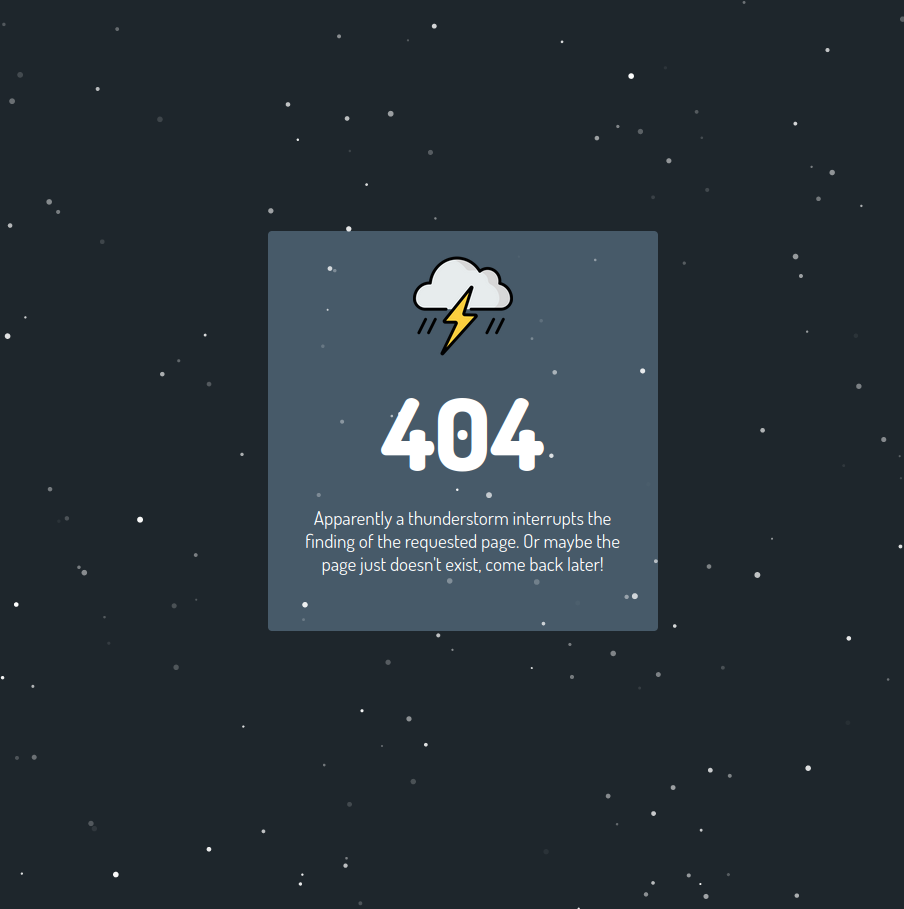 404
Apparently a thunderstorm interrupts the
finding of the requested page. Or maybe the
page just doesn't exist, come back later!